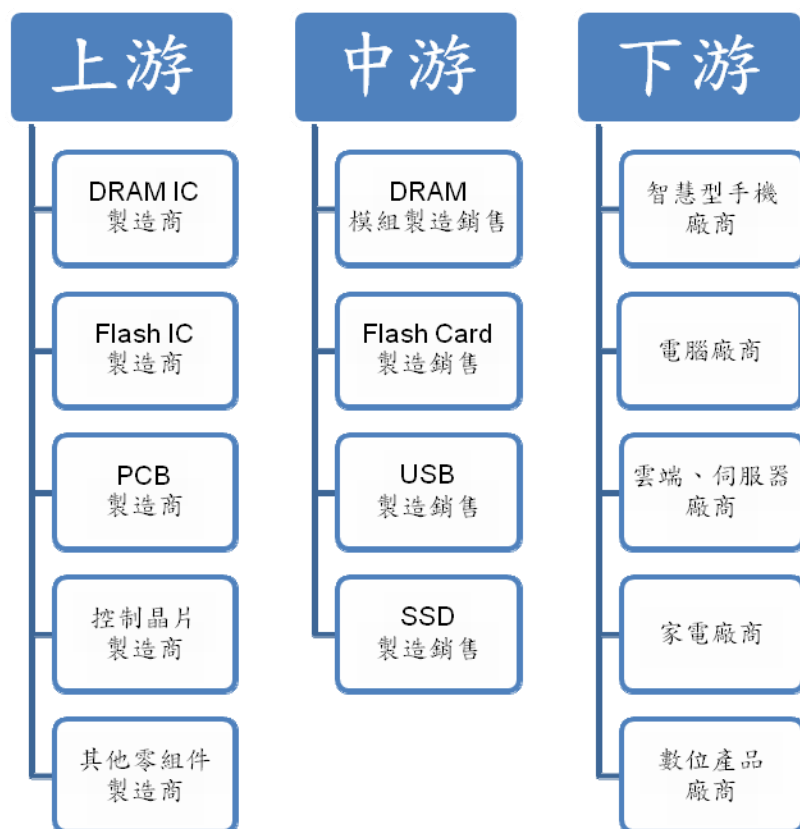 上游
DRAM IC
製造商
Flash IC
製造商
PCB
製造商
控制晶片
製造商
其他零組件
製造商
中游
DRAM
模組製造銷售
Flash Card
製造銷售
USB
製造銷售
SSD
製造銷售
下游
智慧型手機
廠商
電腦廠商
雲端、伺服器
廠商
家電廠商
數位產品
廠商